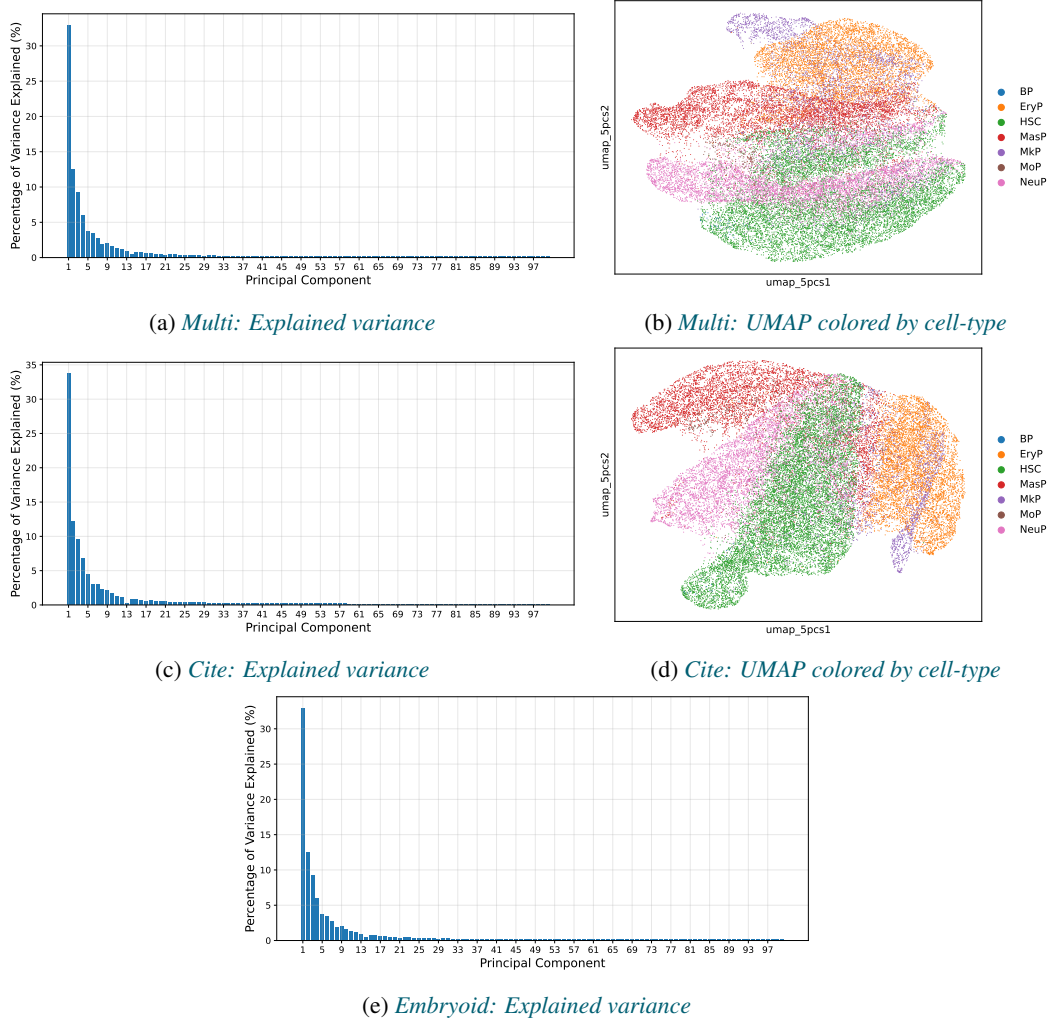 Percentage of Variance Explained (%)
30
25
20
15
10
5
0
1 5 9 13 17 21 25 29 33 37 41 45 49 53 57 61 65 69 73 77 81 85 89 93 97
Principal Component
(a) Multi: Explained variance
umap_5pcs2
umap_5pcs1
BP
EryP
HSC
MasP
MkP
MoP
NeuP
(b) Multi: UMAP colored by cell-type
Percentage of Variance Explained (%)
35
30
25
20
15
10
5
0
1 5 9 13 17 21 25 29 33 37 41 45 49 53 57 61 65 69 73 77 81 85 89 93 97
Principal Component
(c) Cite: Explained variance
umap_5pcs2
umap_5pcs1
BP
EryP
HSC
MasP
MkP
MoP
NeuP
(d) Cite: UMAP colored by cell-type
Percentage of Variance Explained (%)
30
25
20
15
10
5
0
1 5 9 13 17 21 25 29 33 37 41 45 49 53 57 61 65 69 73 77 81 85 89 93 97
Principal Component
(e) Embryoid: Explained variance